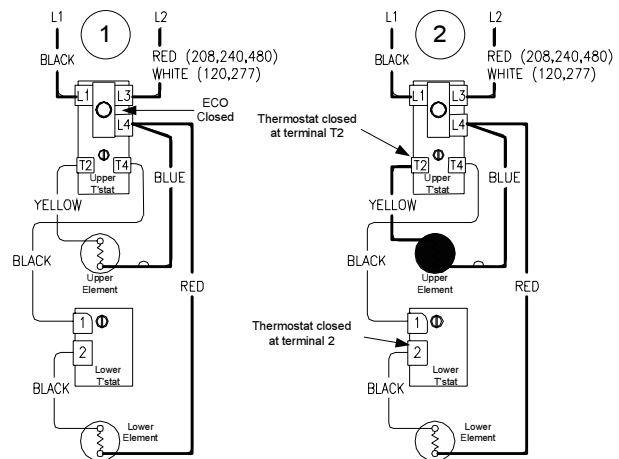 L1
1
L2
BLACK
RED (208,240,480)
WHITE (120,277)
L1
L3
ECO
Closed
L4
T2
T4
Upper
T'stat
BLUE
YELLOW
BLACK
Upper
Element
RED
1
2
Lower
T'stat
BLACK
Lower
Element
L1
2
L2
BLACK
RED (208,240,480)
WHITE (120,277)
L1
L3
L4
Thermostat closed
at terminal T2
T2
T4
Upper
T'stat
BLUE
YELLOW
BLACK
Upper
Element
RED
Thermostat closed
at terminal 2
1
2
Lower
T'stat
BLACK
Lower
Element